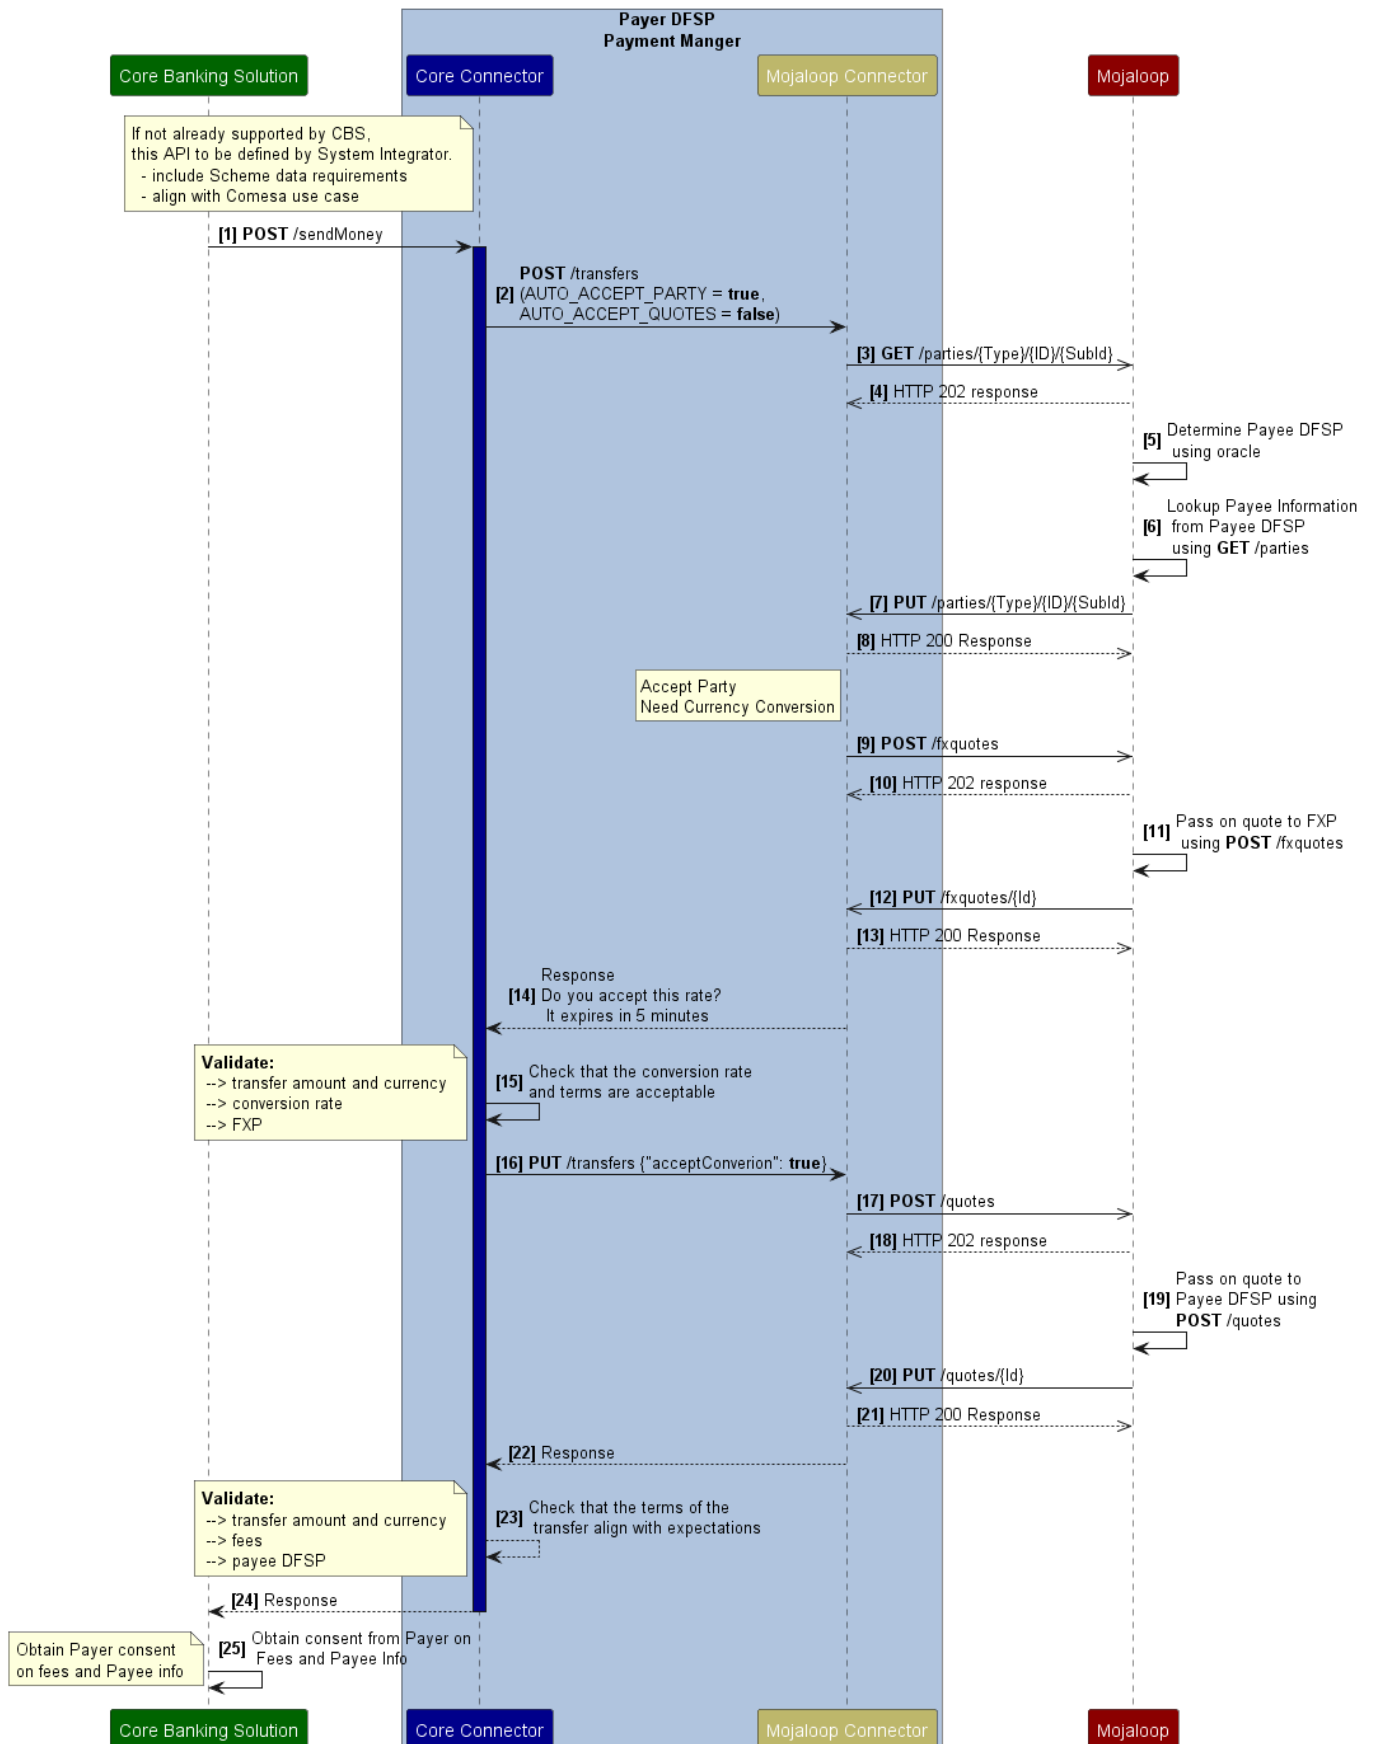 Payer DFSP
Payment Manger
Core Banking Solution
Core Connector
Mojaloop Connector
Mojaloop
If not already supported by CBS,
this API to be defined by System Integrator.
- include Scheme data requirements
- align with Comesa use case
[1] POST /sendMoney
POST /transfers
[2] (AUTO_ACCEPT_PARTY = true,
AUTO_ACCEPT_QUOTES = false)
[3] GET /parties/{Type}/{ID}/{SubId}
[4] HTTP 202 response
Determine Payee DFSP
[5] using oracle
Lookup Payee Information
[6] from Payee DFSP
using GET /parties
[7] PUT /parties/{Type}/{ID}/{SubId}
[8] HTTP 200 Response
Accept Party
Need Currency Conversion
[9] POST /fxquotes
[10] HTTP 202 response
Pass on quote to FXP
[11] using POST /fxquotes
[12] PUT /fxquotes/{Id}
[13] HTTP 200 Response
Response
[14] Do you accept this rate?
It expires in 5 minutes
Validate:
--> transfer amount and currency
--> conversion rate
--> FXP
Check that the conversion rate
[15] and terms are acceptable
[16] PUT /transfers {"acceptConverion": true}
[17] POST /quotes
[18] HTTP 202 response
Pass on quote to
[19] Payee DFSP using
POST /quotes
[20] PUT /quotes/{Id}
[21] HTTP 200 Response
[22] Response
Validate:
--> transfer amount and currency
--> fees
--> payee DFSP
Check that the terms of the
[23] transfer align with expectations
[24] Response
Obtain Payer consent
on fees and Payee info
Obtain consent from Payer on
[25] Fees and Payee Info
Core Banking Solution
Core Connector
Mojaloop Connector
Mojaloop